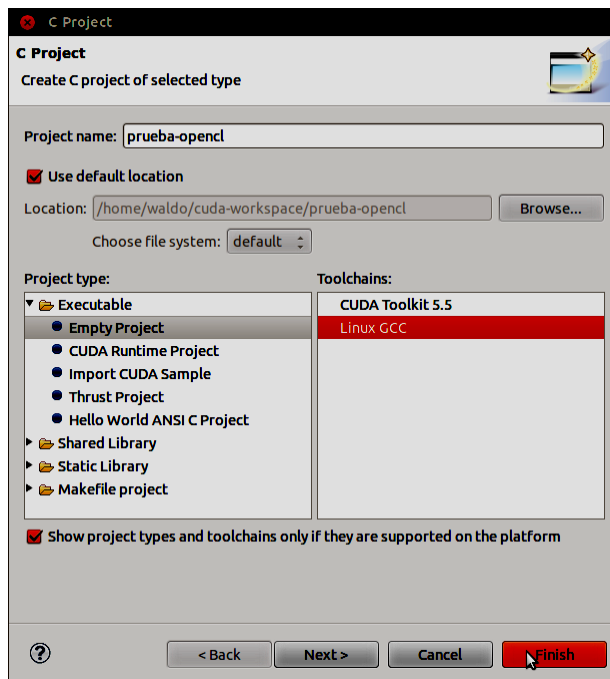 C Project
C Project
Create C project of selected type
Project name: prueba-opencl
Use default location
Location: /home/waldo/cuda-workspace/prueba-opencl Browse...
Choose file system: default
Project type: Toolchains:
Executable CUDA Toolkit 5.5
Empty Project Linux GCC
CUDA Runtime Project
Import CUDA Sample
Thrust Project
Hello World ANSI C Project
Shared Library
Static Library
Makefile project
Show project types and toolchains only if they are supported on the platform
? < Back Next > Cancel Finish